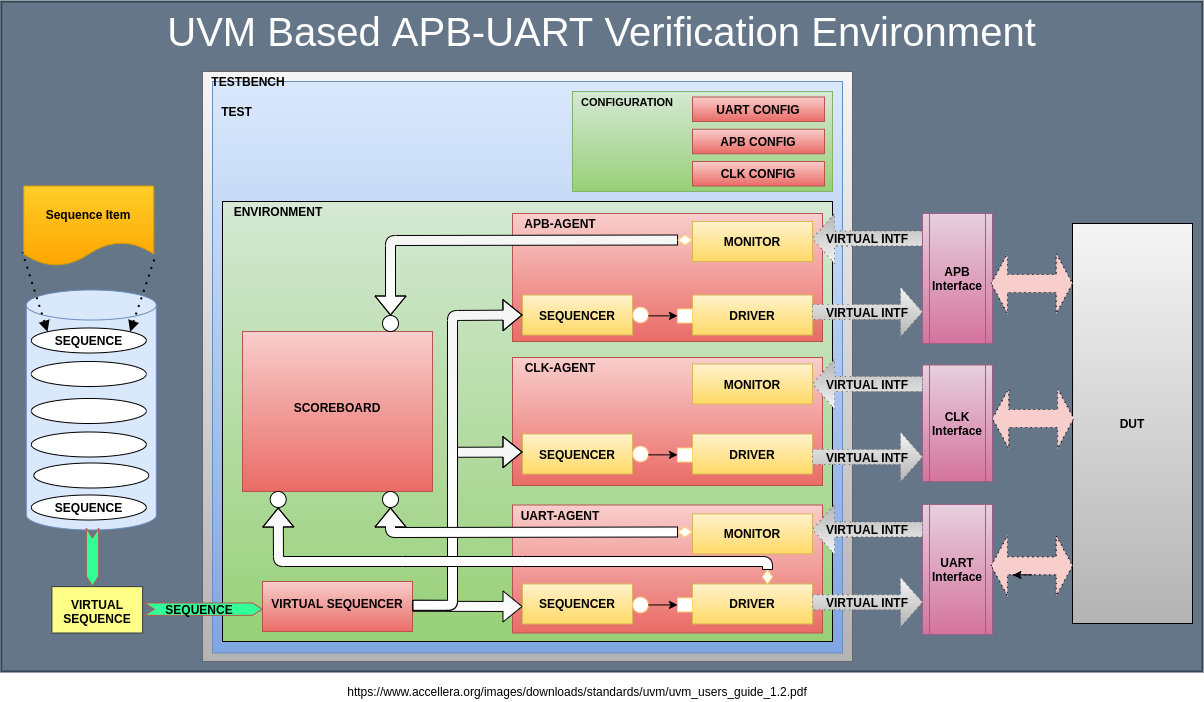 UVM Based APB-UART Verification Environment
TESTBENCH
TEST
CONFIGURATION
UART CONFIG
APB CONFIG
CLK CONFIG
Sequence Item
SEQUENCE
SEQUENCE
VIRTUAL
SEQUENCE
SEQUENCE
ENVIRONMENT
SCOREBOARD
VIRTUAL SEQUENCER
APB-AGENT
MONITOR
SEQUENCER
DRIVER
CLK-AGENT
MONITOR
SEQUENCER
DRIVER
UART-AGENT
MONITOR
SEQUENCER
DRIVER
VIRTUAL INTF
VIRTUAL INTF
VIRTUAL INTF
VIRTUAL INTF
VIRTUAL INTF
VIRTUAL INTF
APB
Interface
CLK
Interface
UART
Interface
DUT
https://www.accellera.org/images/downloads/standards/uvm/uvm_users_guide_1.2.pdf